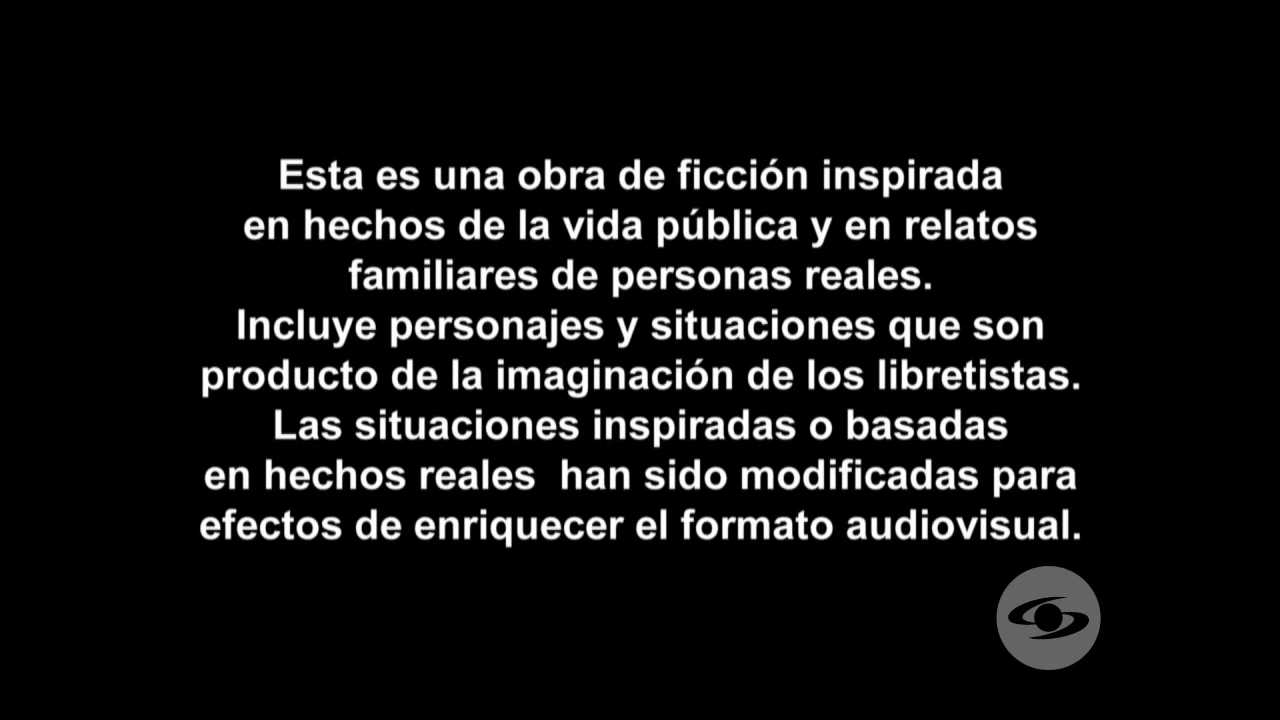 Esta es una obra de ficción inspirada
en hechos de la vida pública y en relatos
familiares de personas reales.
Incluye personajes y situaciones que son
producto de la imaginación de los libretistas.
Las situaciones inspiradas o basadas
en hechos reales  han sido modificadas para
efectos de enriquecer el formato audiovisual.